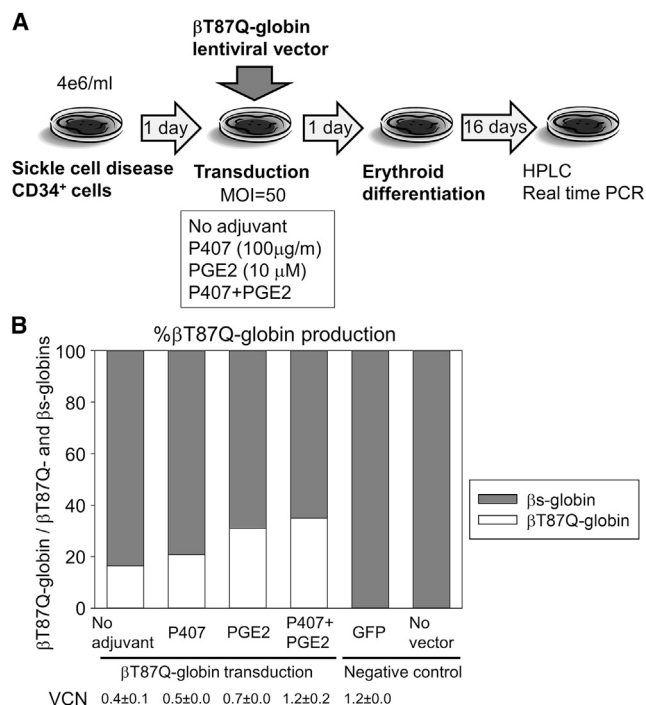 A
βT87Q-globin
lentiviral vector
4e6/ml
1 day
1 day
16 days
Sickle cell disease
CD34+ cells
Transduction
MOI=50
Erythroid
differentiation
HPLC
Real time PCR
No adjuvant
P407 (100μg/m)
PGE2 (10 μM)
P407+PGE2
B
%βT87Q-globin production
βT87Q-globin / βT87Q- and βs-globins
100
80
60
40
20
0
βs-globin
βT87Q-globin
No adjuvant
P407
PGE2
P407+ PGE2
GFP
No vector
βT87Q-globin transduction
Negative control
VCN 0.4±0.1 0.5±0.0 0.7±0.0 1.2±0.2 1.2±0.0